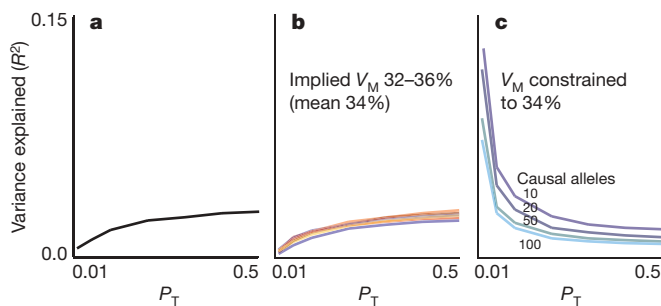 a
b
c
0.15
Variance explained (R²)
0.0
Implied V_M 32–36%
(mean 34%)
V_M constrained
to 34%
Causal alleles
10
20
50
100
0.01
0.5
0.01
0.5
0.01
0.5
P_T
P_T
P_T